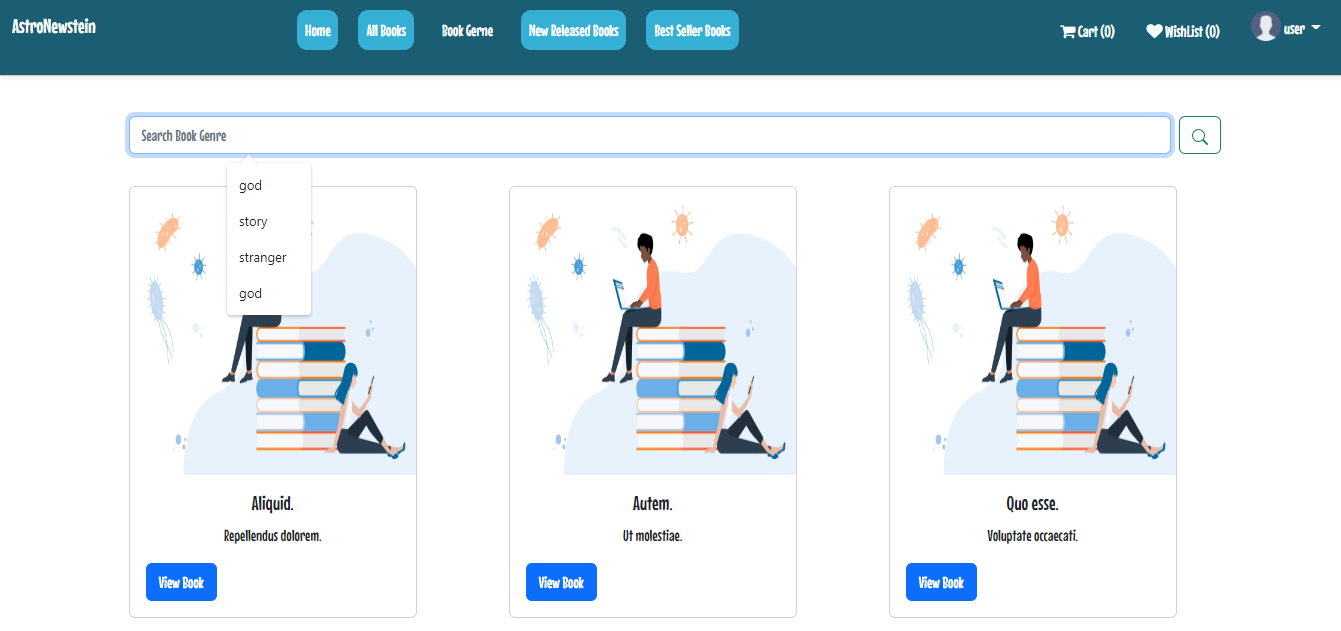 AstroNewstein
Home
All Books
Book Gerne
New Released Books
Best Seller Books
Cart (0)
WishList (0)
user
Search Book Genre
god
story
stranger
god
Aliquid.
Repellendus dolorem.
View Book
Autem.
Ut molestiae.
View Book
Quo esse.
Voluptate occaecati.
View Book